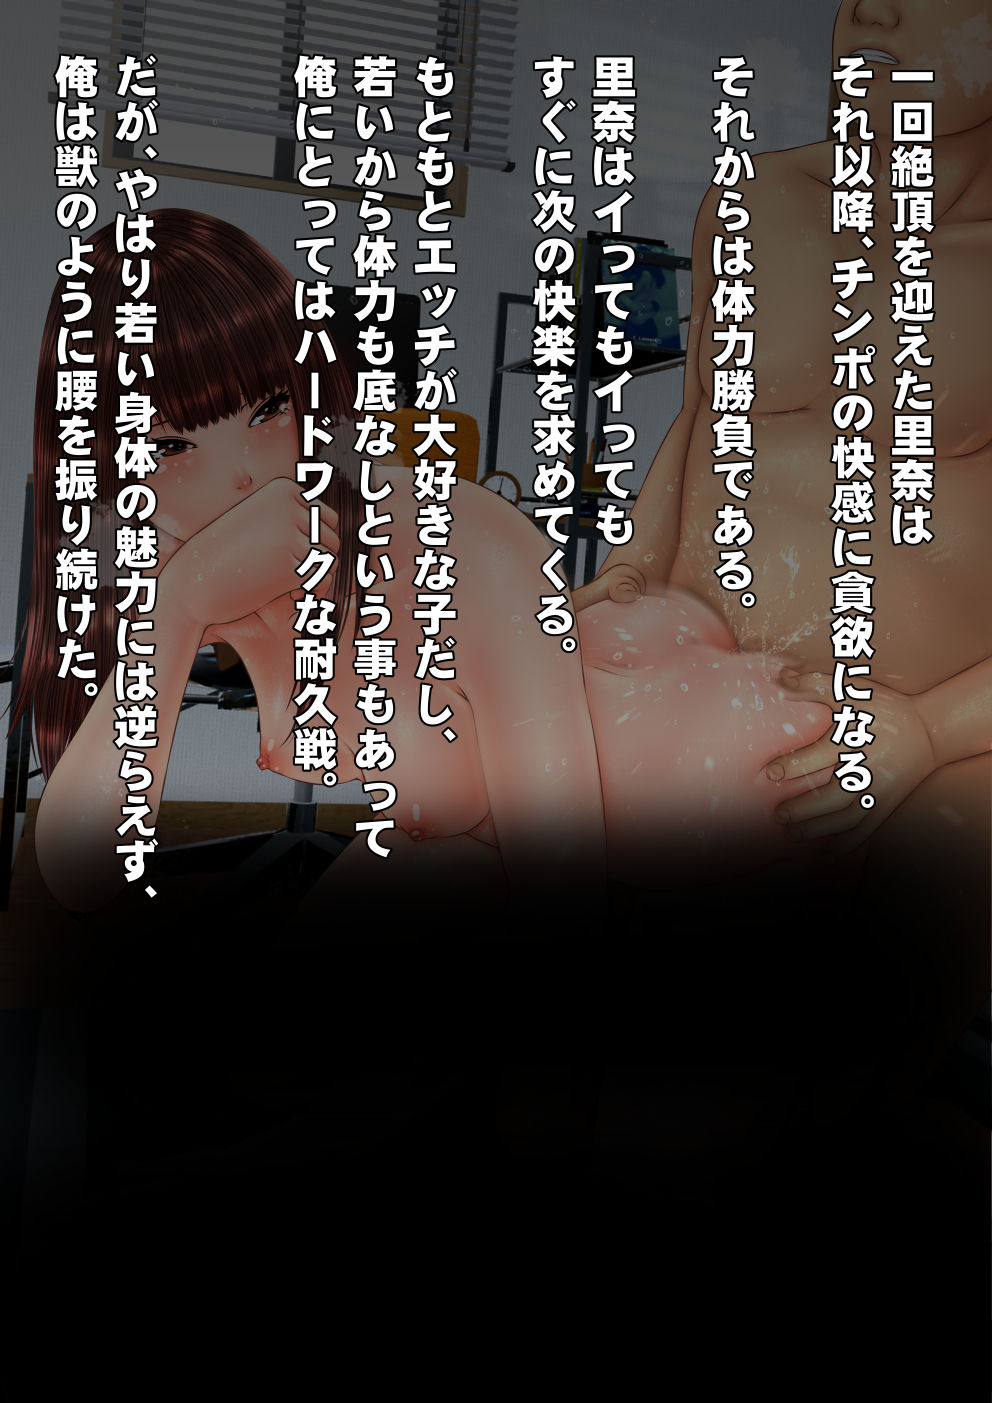 一回絶頂を迎えた里奈は
それ以降、チンポの快感に貪欲になる。
それからは体力勝負である。
里奈はイってもイっても
すぐに次の快楽を求めてくる。
もともとエッチが大好きな子だし、
若いから体力も底なしという事もあって
俺にとってはハードワークな耐久戦。
だが、やはり若い身体の魅力には逆らえず、
俺は獣のように腰を振り続けた。